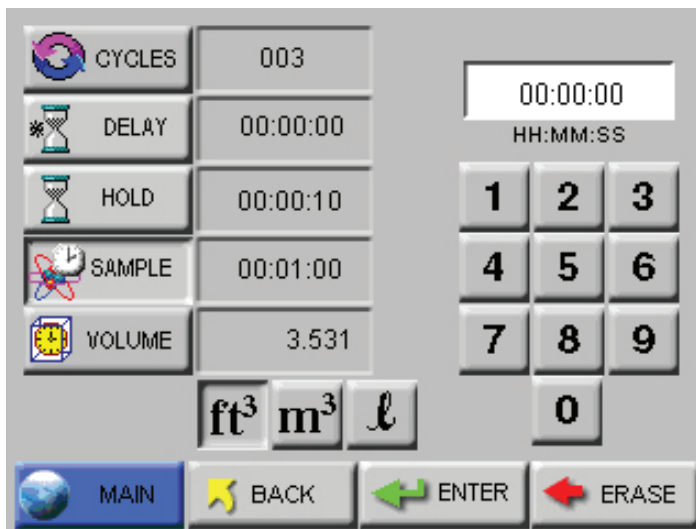 CYCLES 003
DELAY 00:00:00
HOLD 00:00:10
SAMPLE 00:01:00
VOLUME 3.531
ft³ m³ ℓ
00:00:00
HH:MM:SS
1 2 3
4 5 6
7 8 9
0
MAIN BACK ENTER ERASE